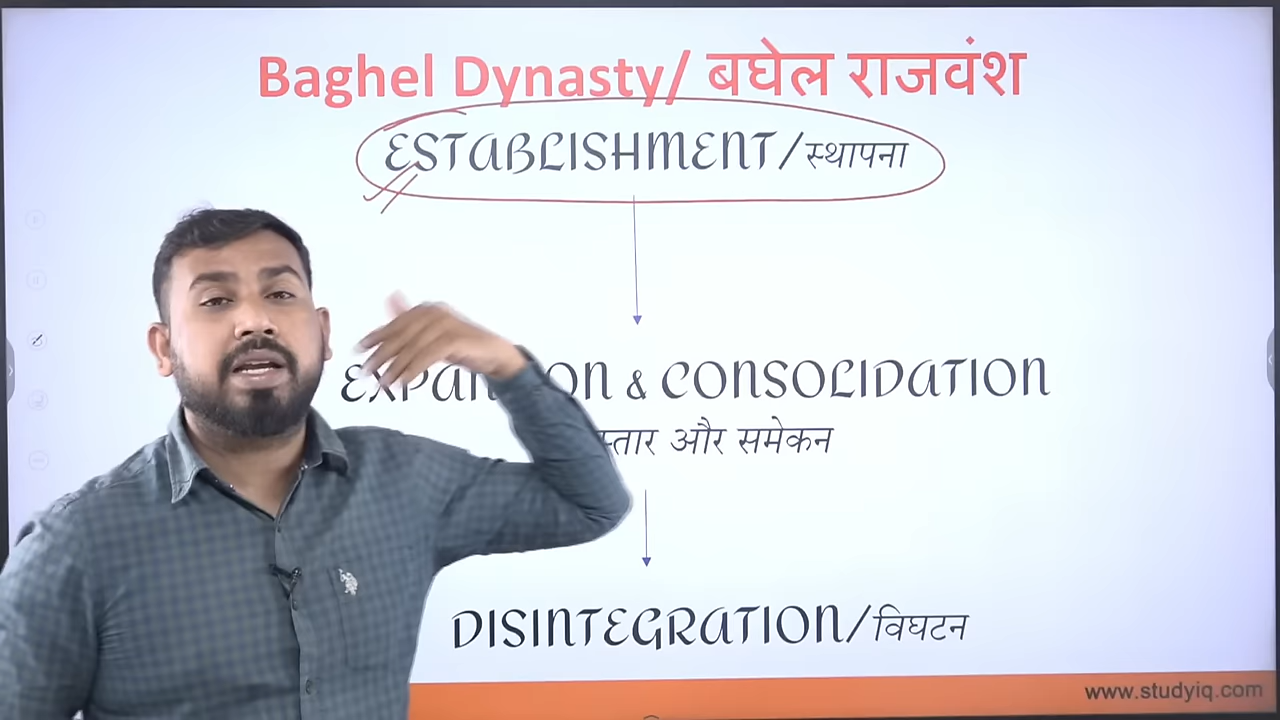 Baghel Dynasty/ बघेल राजवंश
ESTABLISHMENT/स्थापना
& CONSOLIDATION
और समेकन
DISINTEGRATION/विघटन
www.studyiq.com